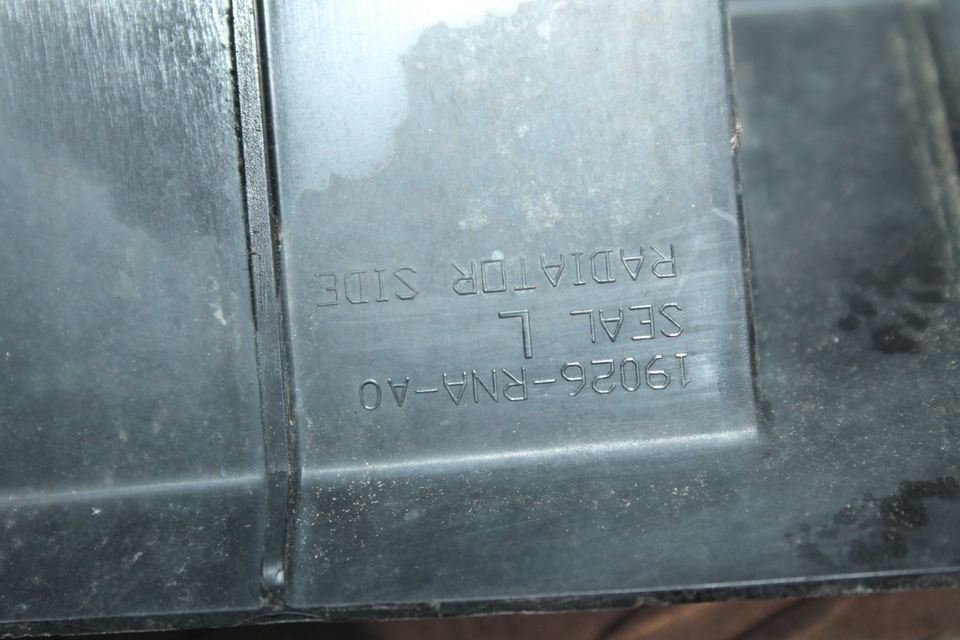 19026-RNA-A0
SEAL L
RADIATOR SIDE